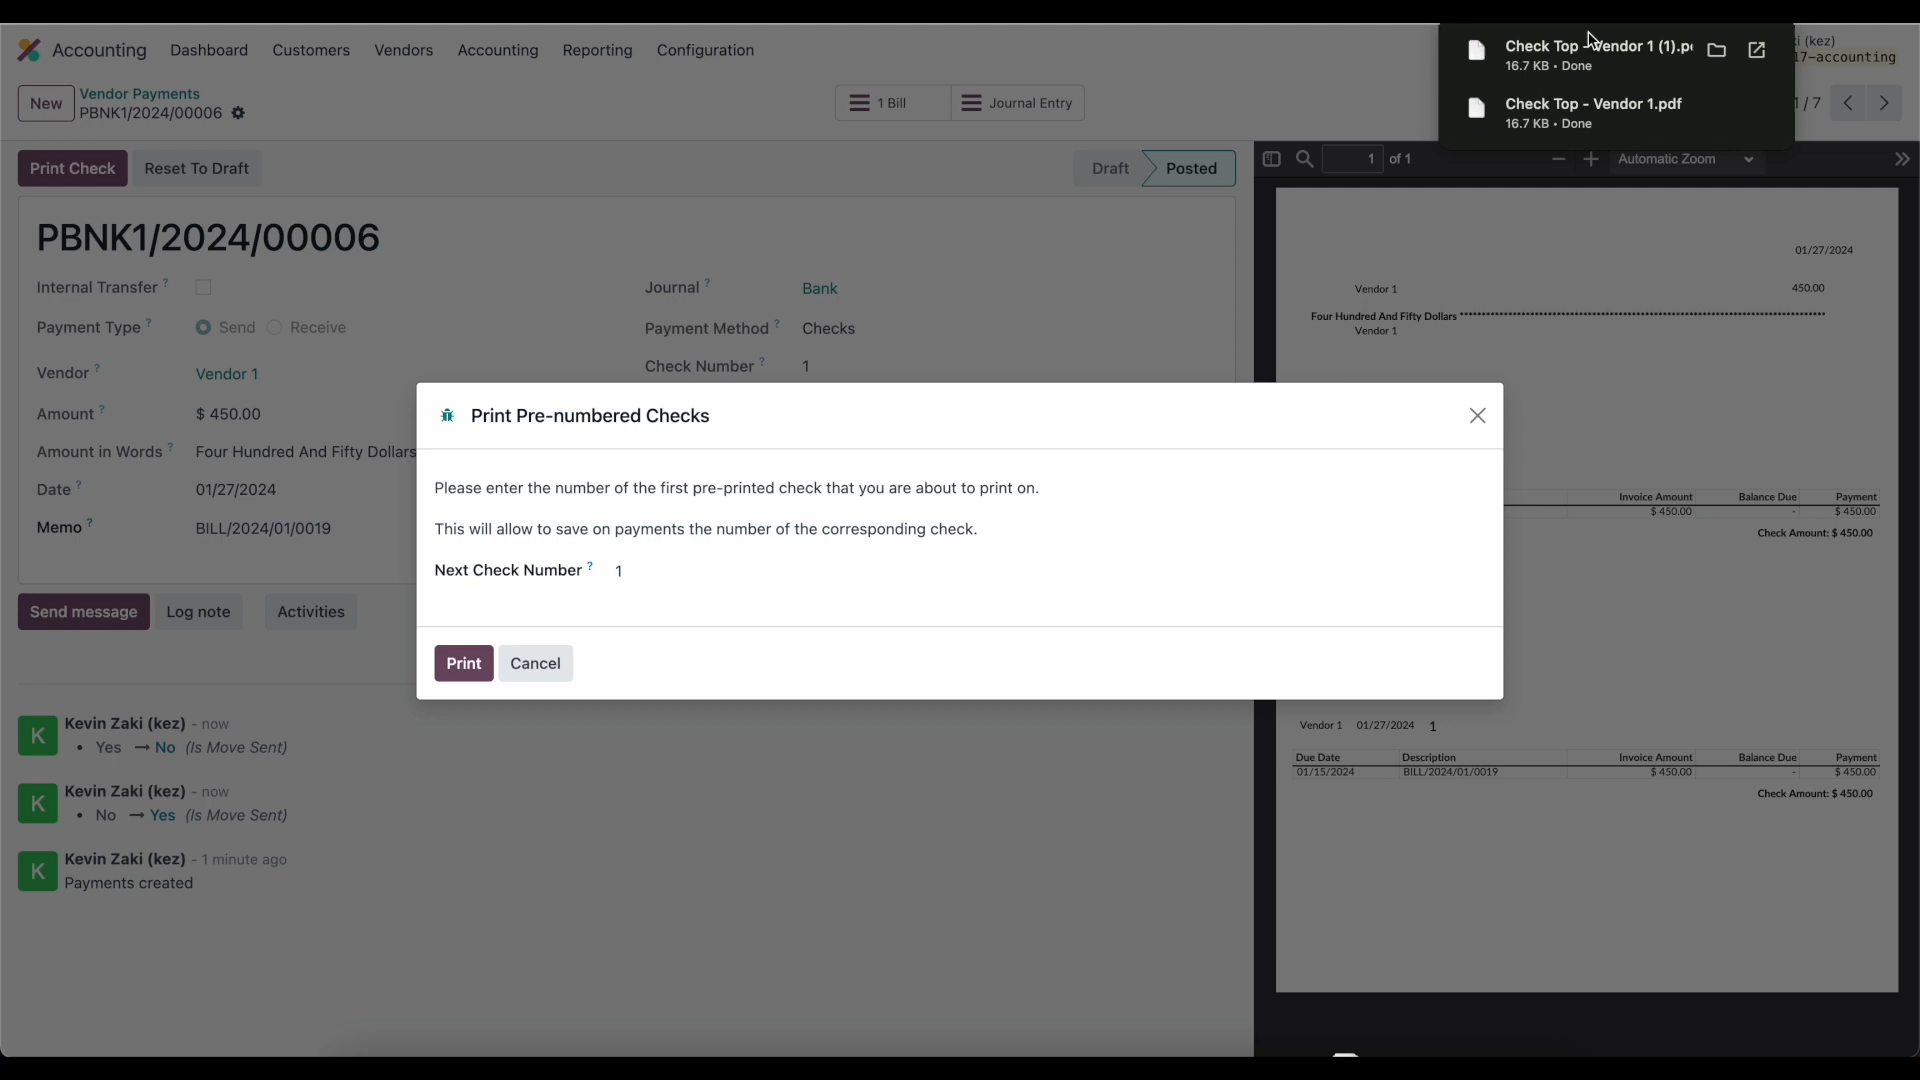 Accounting Dashboard Customers Vendors Accounting Reporting Configuration
New
Vendor Payments
PBNK1/2024/00006
1 Bill
Journal Entry
Check Top - Vendor 1 (1).p
16.7 KB • Done
Check Top - Vendor 1.pdf
16.7 KB • Done
(kez)
17-accounting
/ 7
Print Check Reset To Draft
Draft Posted
1 of 1
Automatic Zoom
PBNK1/2024/00006
Internal Transfer ?
Payment Type ? Send Receive
Vendor ? Vendor 1
Amount ? $ 450.00
Amount in Words ? Four Hundred And Fifty Dollars
Date ? 01/27/2024
Memo ? BILL/2024/01/0019
Journal ? Bank
Payment Method ? Checks
Check Number ? 1
Print Pre-numbered Checks
Please enter the number of the first pre-printed check that you are about to print on.
This will allow to save on payments the number of the corresponding check.
Next Check Number ? 1
Print Cancel
Send message Log note Activities
K
Kevin Zaki (kez) - now
• Yes → No (Is Move Sent)
K
Kevin Zaki (kez) - now
• No → Yes (Is Move Sent)
K
Kevin Zaki (kez) - 1 minute ago
Payments created
01/27/2024
Vendor 1 450.00
Four Hundred And Fifty Dollars
Vendor 1
Invoice Amount Balance Due Payment
$ 450.00 - $ 450.00
Check Amount: $ 450.00
Vendor 1 01/27/2024 1
Due Date Description Invoice Amount Balance Due Payment
01/15/2024 BILL/2024/01/0019 $ 450.00 - $ 450.00
Check Amount: $ 450.00